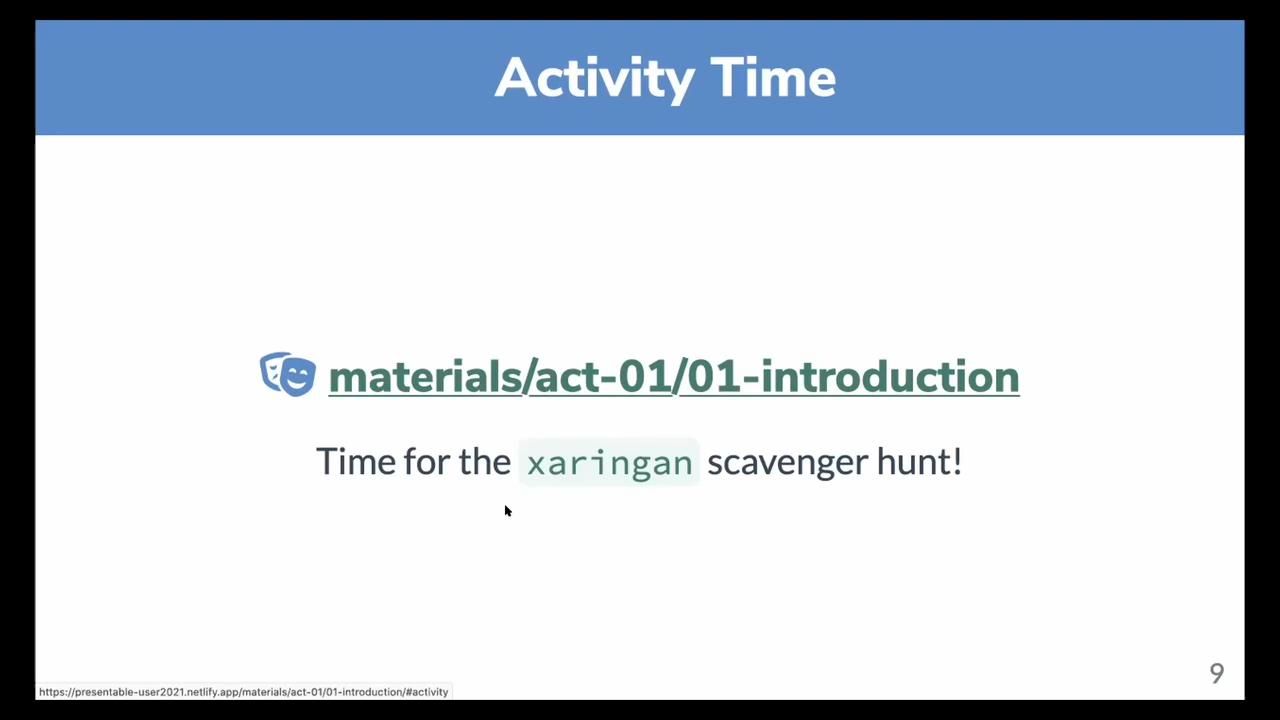 Activity Time
materials/act-01/01-introduction
Time for the xaringan scavenger hunt!
9
https://presentable-user2021.netlify.app/materials/act-01/01-introduction/#activity